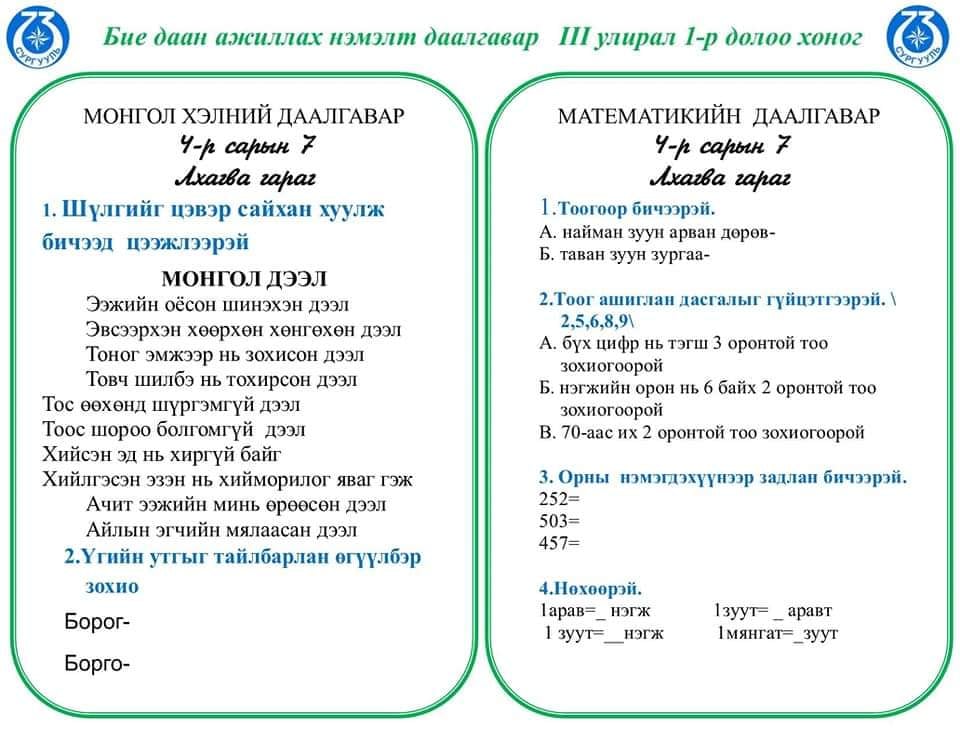 73
СУРГУУЛЬ
Бие даан ажиллах нэмэлт даалгавар III улирал 1-р долоо хоног
73
СУРГУУЛЬ
МОНГОЛ ХЭЛНИЙ ДААЛГАВАР
4-р сарын 7
Лхагва гараг
1. Шүлгийг цэвэр сайхан хуулж
бичээд цээжлээрэй
МОНГОЛ ДЭЭЛ
Ээжийн оёсон шинэхэн дээл
Эвсээрхэн хөөрхөн хөнгөхөн дээл
Тоног эмжээр нь зохисон дээл
Товч шилбэ нь тохирсон дээл
Тос өөхөнд шүргэмгүй дээл
Тоос шороо болгомгүй дээл
Хийсэн эд нь хиргүй байг
Хийлгэсэн эзэн нь хийморилог яваг гэж
Ачит ээжийн минь өрөөсөн дээл
Айлын эгчийн мялаасан дээл
2.Үгийн утгыг тайлбарлан өгүүлбэр
зохио
Борог-
Борго-
МАТЕМАТИКИЙН ДААЛГАВАР
4-р сарын 7
Лхагва гараг
1.Тоогоор бичээрэй.
А. найман зуун арван дөрөв-
Б. таван зуун зургаа-
2.Тоог ашиглан дасгалыг гүйцэтгээрэй. \
2,5,6,8,9\
А. бүх цифр нь тэгш 3 оронтой тоо
зохиогоорой
Б. нэгжийн орон нь 6 байх 2 оронтой тоо
зохиогоорой
В. 70-аас их 2 оронтой тоо зохиогоорой
3. Орны нэмэгдэхүүнээр задлан бичээрэй.
252=
503=
457=
4.Нөхөөрэй.
1арав=_ нэгж 1зуут= _ аравт
1 зуут=__нэгж 1мянгат=_зуут